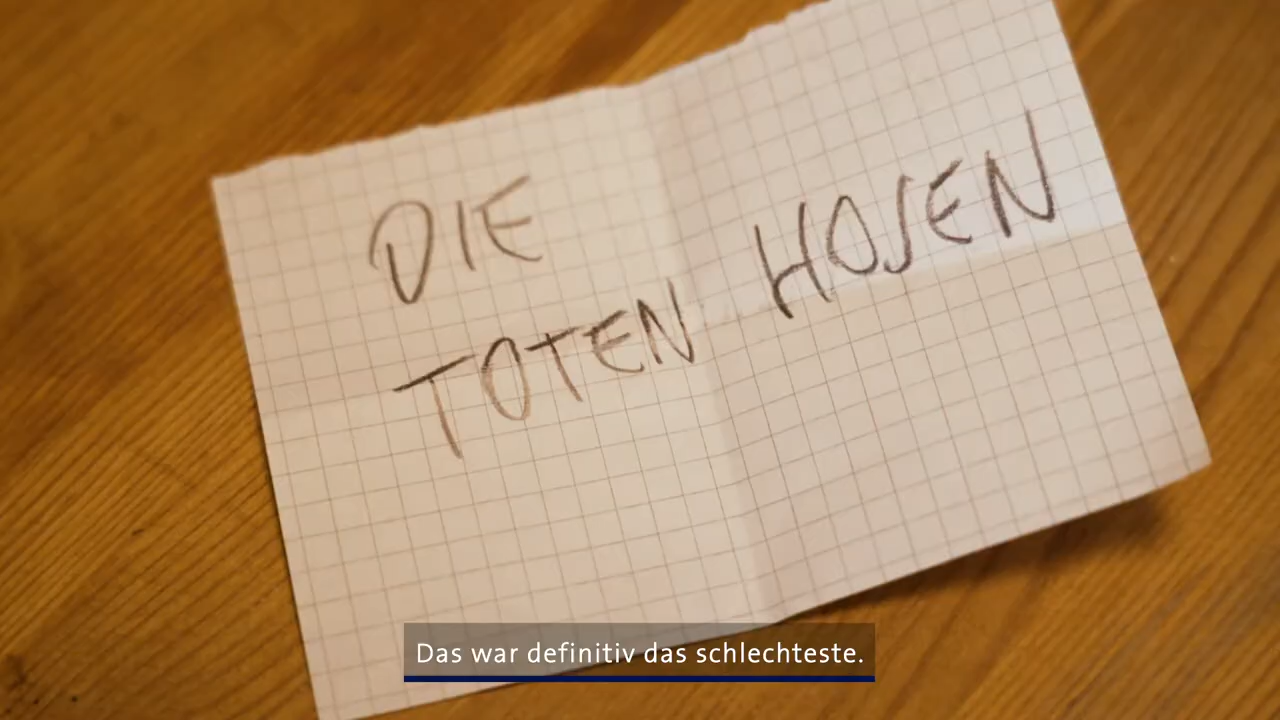 DIE
TOTEN HOSEN
Das war definitiv das schlechteste.